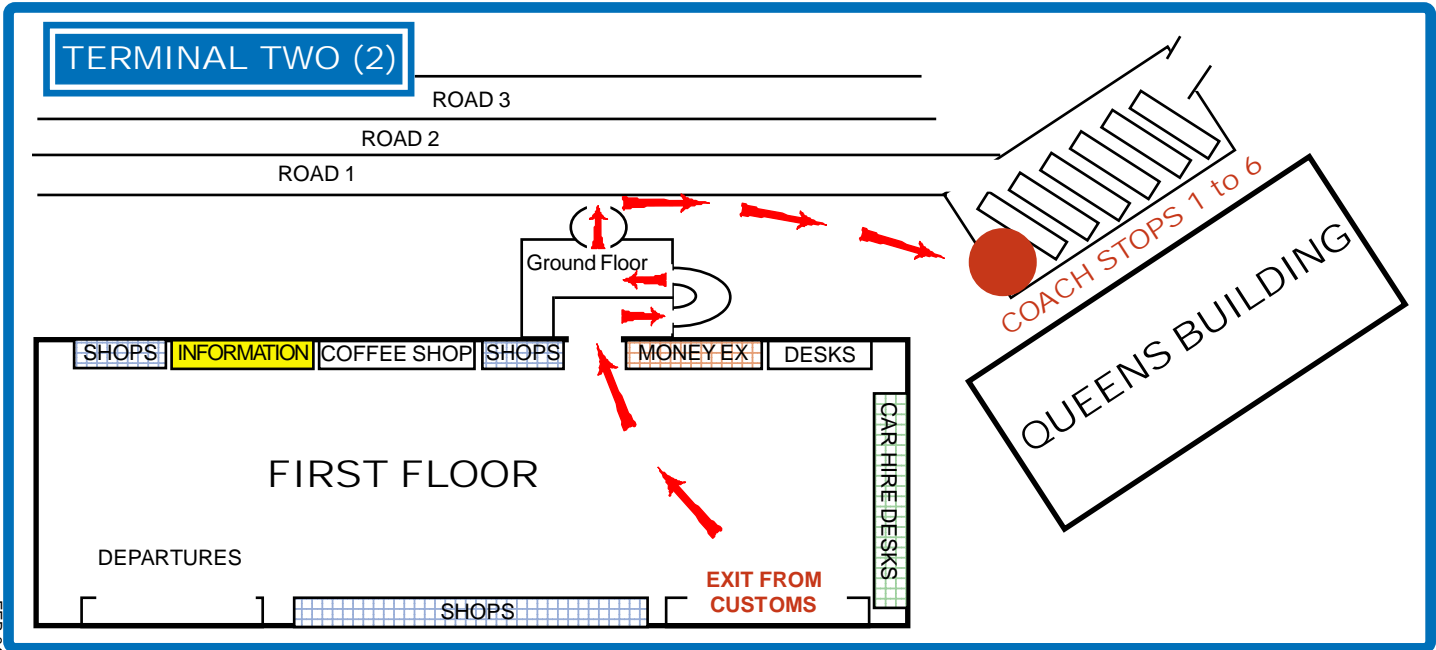 TERMINAL TWO (2)
ROAD 3
ROAD 2
ROAD 1
COACH STOPS 1 to 6
QUEENS BUILDING
Ground Floor
SHOPS
INFORMATION
COFFEE SHOP
SHOPS
MONEY EX
DESKS
CAR HIRE DESKS
FIRST FLOOR
DEPARTURES
SHOPS
EXIT FROM
CUSTOMS